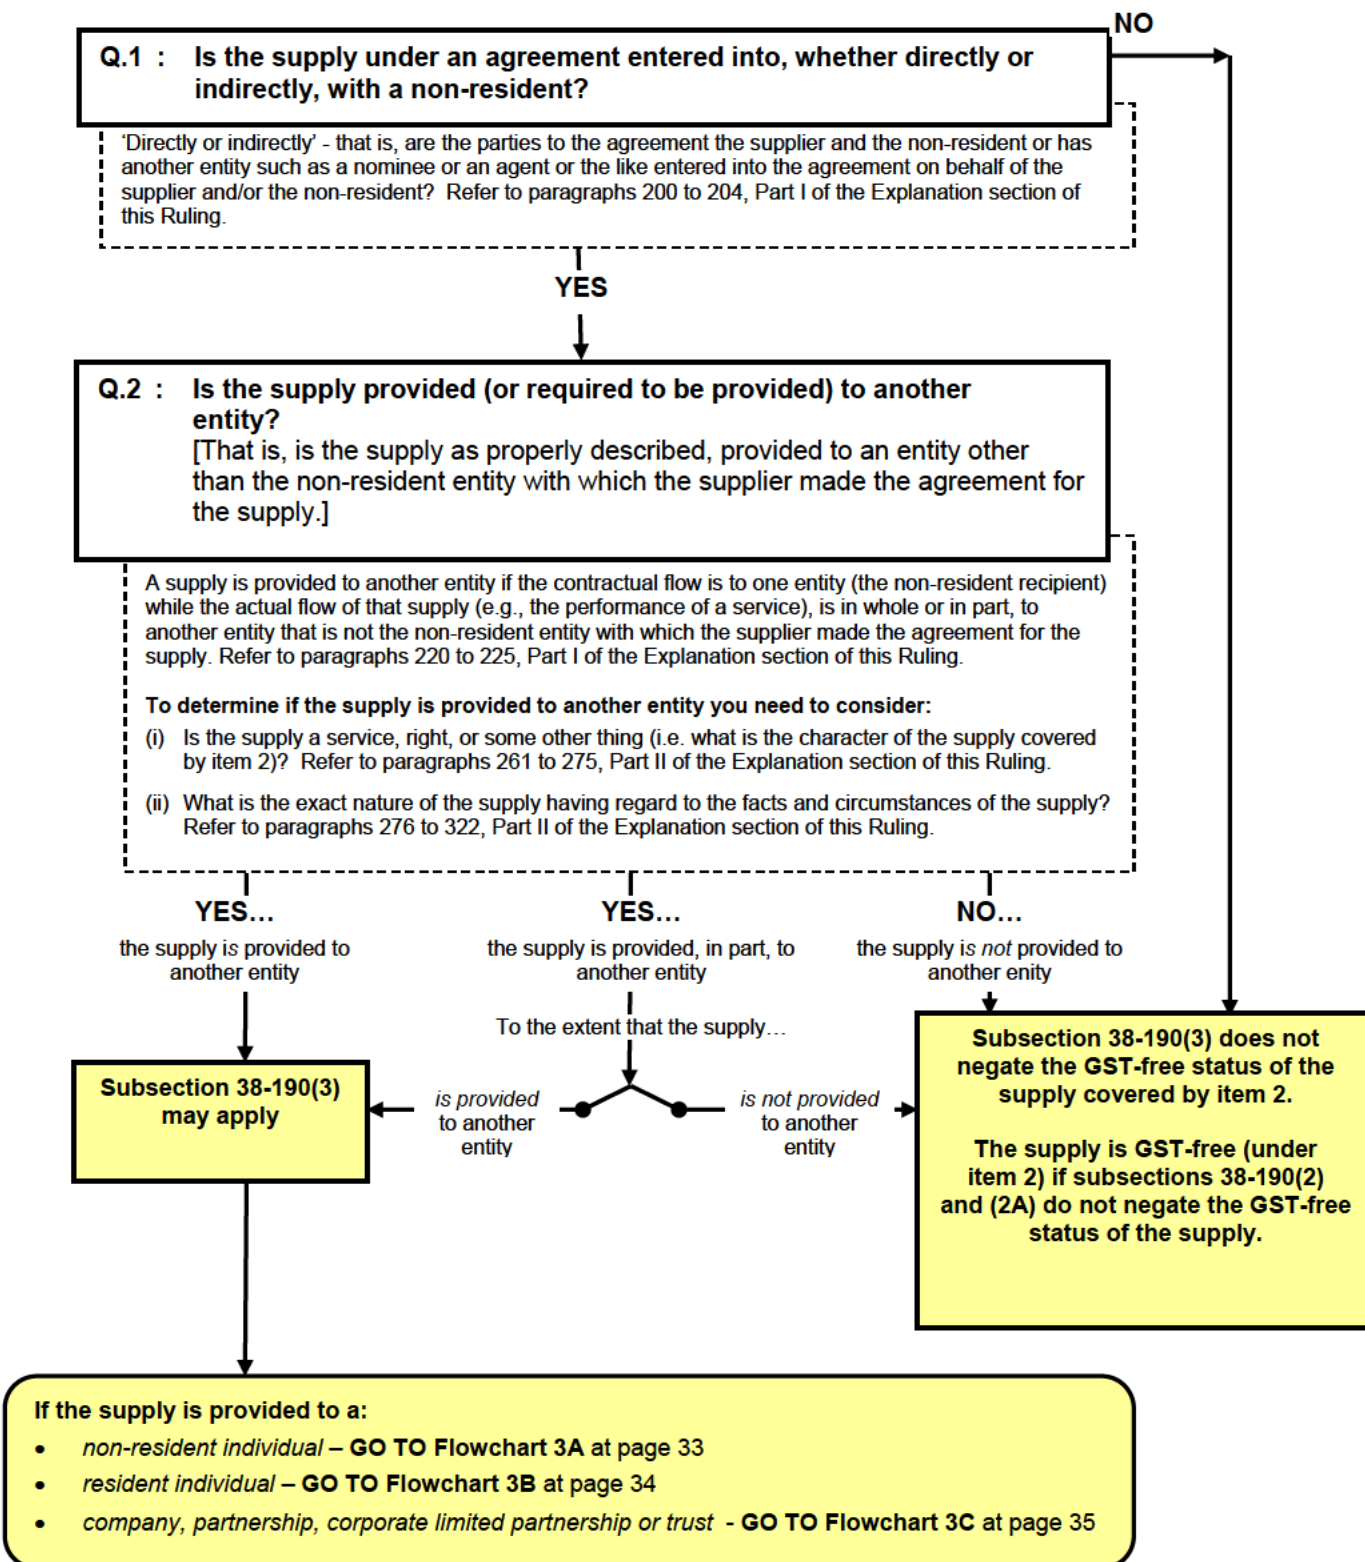 NO
Q.1 : Is the supply under an agreement entered into, whether directly or
indirectly, with a non-resident?
'Directly or indirectly' - that is, are the parties to the agreement the supplier and the non-resident or has
another entity such as a nominee or an agent or the like entered into the agreement on behalf of the
supplier and/or the non-resident? Refer to paragraphs 200 to 204, Part I of the Explanation section of
this Ruling.
YES
Q.2 : Is the supply provided (or required to be provided) to another
entity?
[That is, is the supply as properly described, provided to an entity other
than the non-resident entity with which the supplier made the agreement for
the supply.]
A supply is provided to another entity if the contractual flow is to one entity (the non-resident recipient)
while the actual flow of that supply (e.g., the performance of a service), is in whole or in part, to
another entity that is not the non-resident entity with which the supplier made the agreement for the
supply. Refer to paragraphs 220 to 225, Part I of the Explanation section of this Ruling.
To determine if the supply is provided to another entity you need to consider:
(i) Is the supply a service, right, or some other thing (i.e. what is the character of the supply covered
by item 2)? Refer to paragraphs 261 to 275, Part II of the Explanation section of this Ruling.
(ii) What is the exact nature of the supply having regard to the facts and circumstances of the supply?
Refer to paragraphs 276 to 322, Part II of the Explanation section of this Ruling.
YES…
the supply is provided to
another entity
YES…
the supply is provided, in part, to
another entity
NO…
the supply is not provided to
another enity
To the extent that the supply…
Subsection 38-190(3)
may apply
is provided
to another
entity
is not provided
to another
entity
Subsection 38-190(3) does not
negate the GST-free status of the
supply covered by item 2.
The supply is GST-free (under
item 2) if subsections 38-190(2)
and (2A) do not negate the GST-free
status of the supply.
If the supply is provided to a:
• non-resident individual – GO TO Flowchart 3A at page 33
• resident individual – GO TO Flowchart 3B at page 34
• company, partnership, corporate limited partnership or trust - GO TO Flowchart 3C at page 35